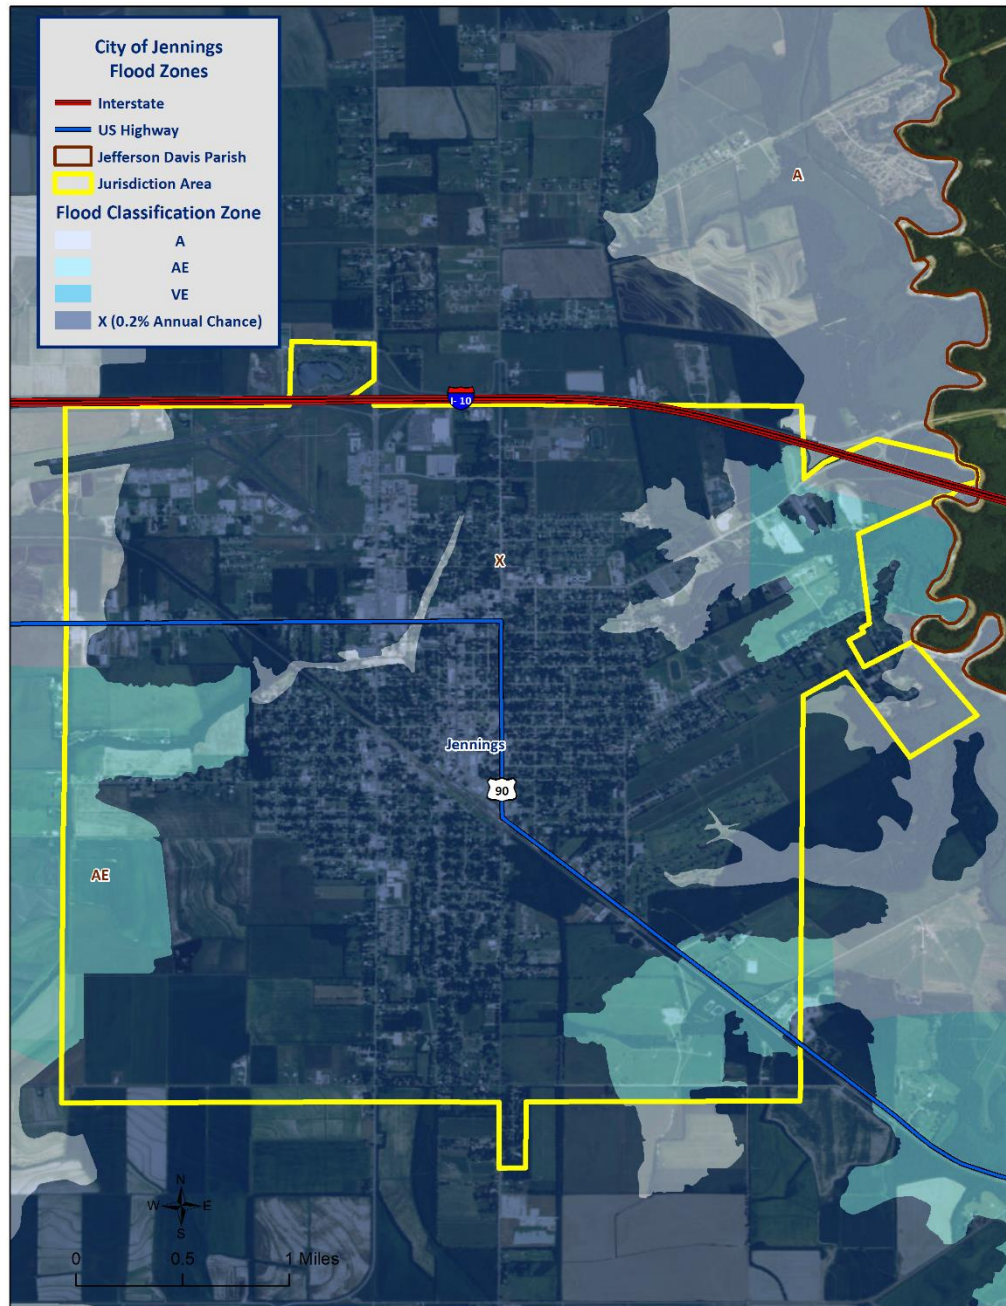 City of Jennings
Flood Zones
Interstate
US Highway
Jefferson Davis Parish
Jurisdiction Area
Flood Classification Zone
A
AE
VE
X (0.2% Annual Chance)
A
I-10
X
Jennings
90
AE
N
W E
S
0 0.5 1 Miles